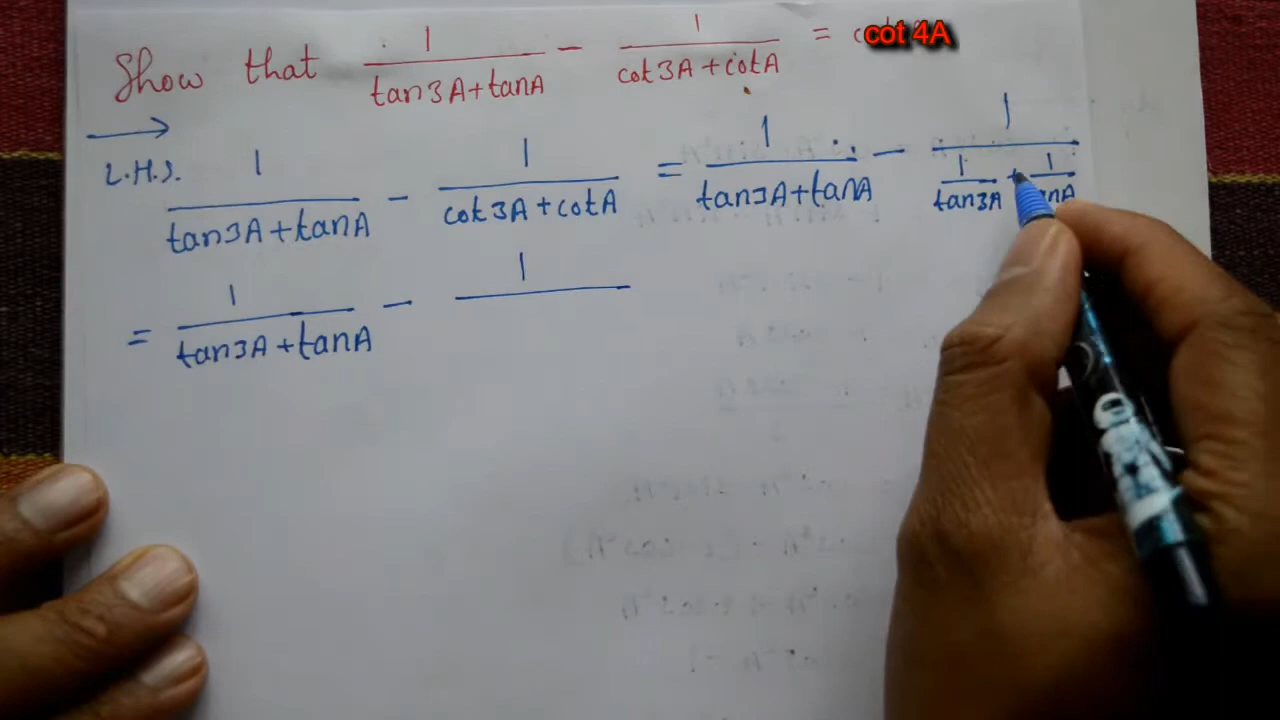 Show that 1/(tan3A+tanA) - 1/(cot3A+cotA) = cot 4A
L.H.S. 1/(tan3A+tanA) - 1/(cot3A+cotA) = 1/(tan3A+tanA) - 1/(1/tan3A + 1/tanA)
= 1/(tan3A+tanA) - 1/